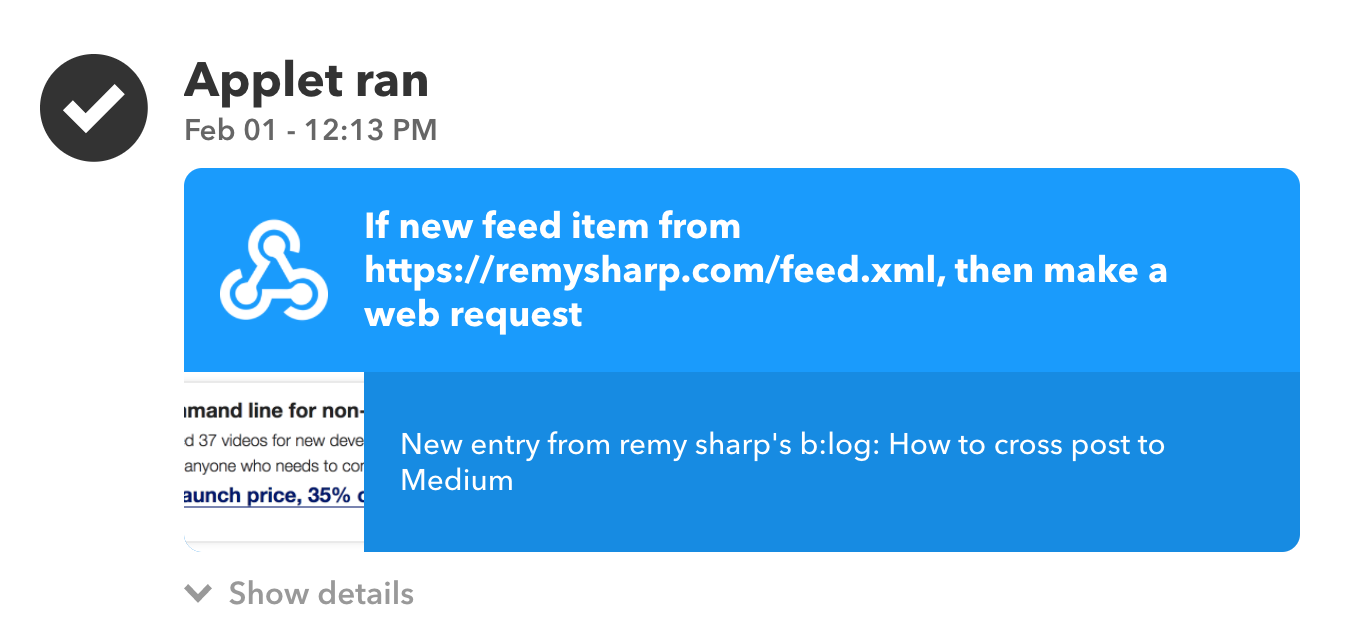 Applet ran
Feb 01 - 12:13 PM
If new feed item from
https://remysharp.com/feed.xml, then make a
web request
mand line for non-
d 37 videos for new deve
anyone who needs to
aunch price, 35%
New entry from remy sharp's b:log: How to cross post to
Medium
Show details